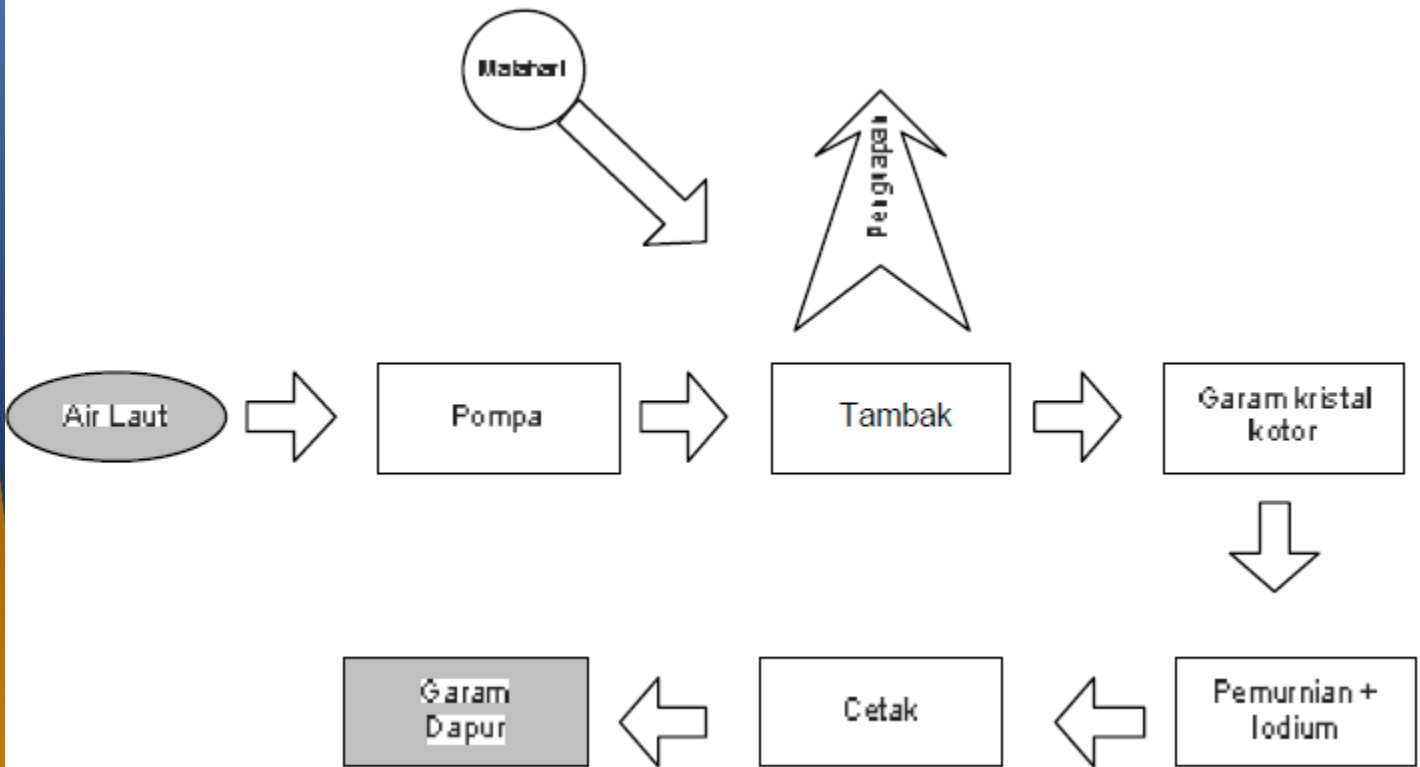 Matahari
penguapan
Air Laut
Pompa
Tambak
Garam kristal
kotor
Garam
Dapur
Cetak
Pemurnian +
Iodium